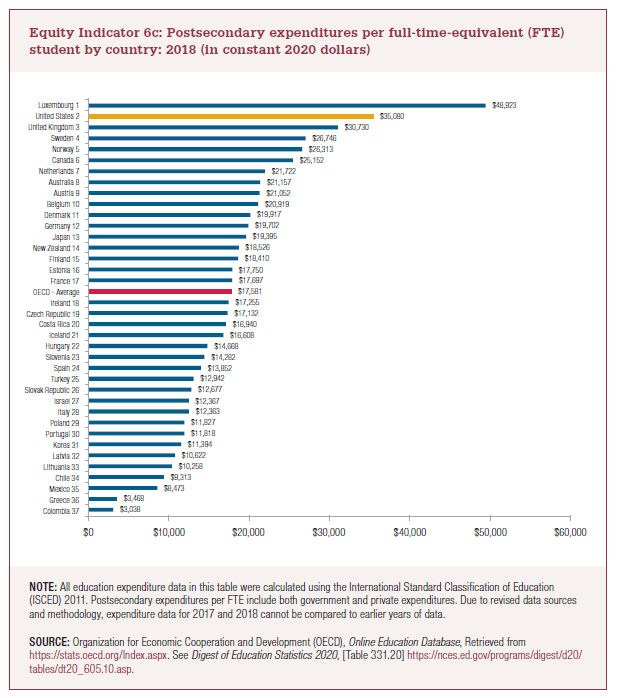 Equity Indicator 6c: Postsecondary expenditures per full-time-equivalent (FTE)
student by country: 2018 (in constant 2020 dollars)
Luxembourg 1 $48,923
United States 2 $35,080
United Kingdom 3 $30,730
Sweden 4 $26,746
Norway 5 $26,313
Canada 6 $25,152
Netherlands 7 $21,722
Australia 8 $21,157
Austria 9 $21,052
Belgium 10 $20,919
Denmark 11 $19,917
Germany 12 $19,702
Japan 13 $19,395
New Zealand 14 $18,526
Finland 15 $18,410
Estonia 16 $17,750
France 17 $17,697
OECD - Average $17,581
Ireland 18 $17,255
Czech Republic 19 $17,132
Costa Rica 20 $16,940
Iceland 21 $16,608
Hungary 22 $14,668
Slovenia 23 $14,282
Spain 24 $13,852
Turkey 25 $12,942
Slovak Republic 26 $12,677
Israel 27 $12,367
Italy 28 $12,363
Poland 29 $11,827
Portugal 30 $11,818
Korea 31 $11,394
Latvia 32 $10,622
Lithuania 33 $10,258
Chile 34 $9,313
Mexico 35 $8,473
Greece 36 $3,468
Colombia 37 $3,038
$0 $10,000 $20,000 $30,000 $40,000 $50,000 $60,000
NOTE: All education expenditure data in this table were calculated using the International Standard Classification of Education
(ISCED) 2011. Postsecondary expenditures per FTE include both government and private expenditures. Due to revised data sources
and methodology, expenditure data for 2017 and 2018 cannot be compared to earlier years of data.
SOURCE: Organization for Economic Cooperation and Development (OECD), Online Education Database, Retrieved from
https://stats.oecd.org/Index.aspx. See Digest of Education Statistics 2020, [Table 331.20] https://nces.ed.gov/programs/digest/d20/
tables/dt20_605.10.asp.